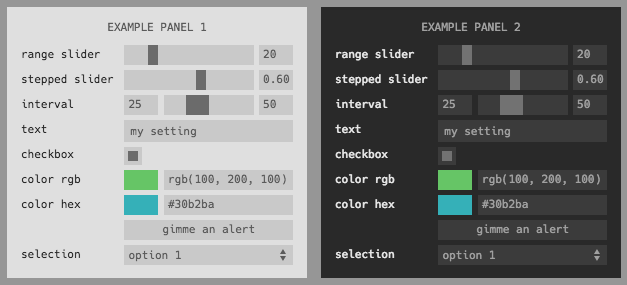 EXAMPLE PANEL 1
range slider 20
stepped slider 0.60
interval 25 50
text my setting
checkbox
color rgb rgb(100, 200, 100)
color hex #30b2ba
gimme an alert
selection option 1
EXAMPLE PANEL 2
range slider 20
stepped slider 0.60
interval 25 50
text my setting
checkbox
color rgb rgb(100, 200, 100)
color hex #30b2ba
gimme an alert
selection option 1